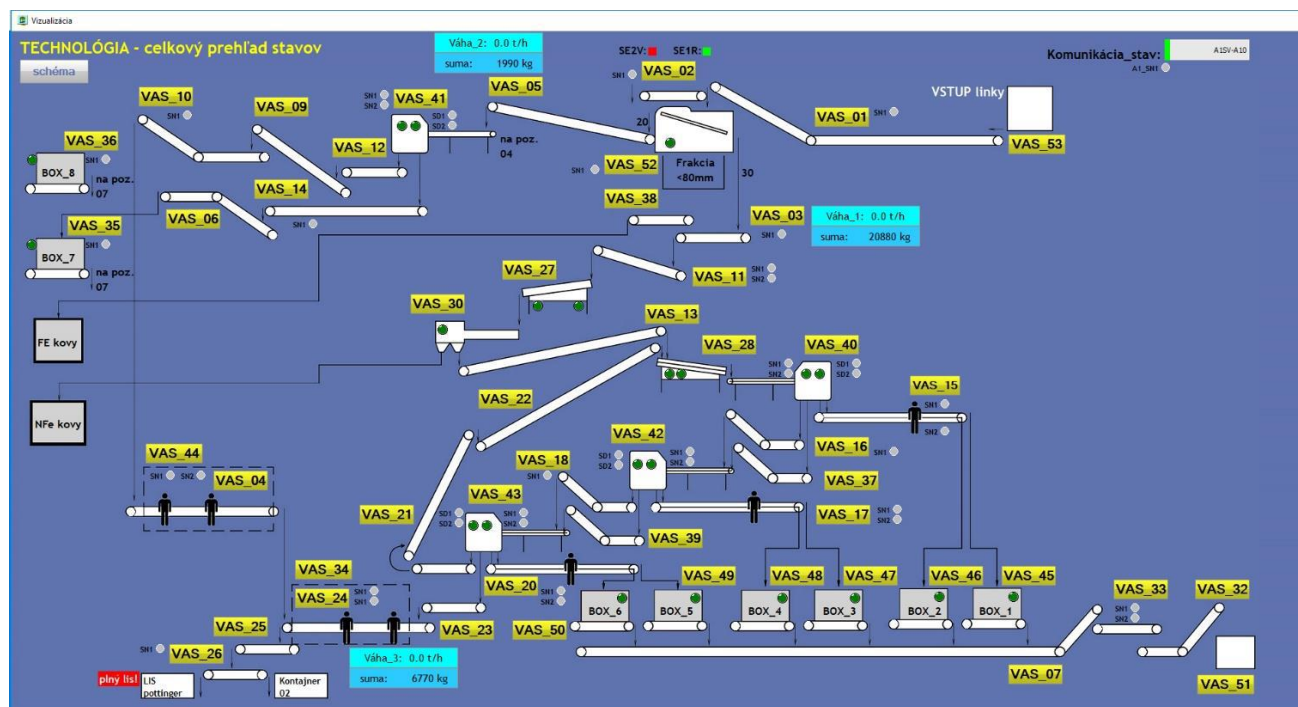 Vizualizácia
TECHNOLÓGIA - celkový prehľad stavov
schéma
Váha_2: 0.0 t/h
suma: 1990 kg
SE2V:
SE1R:
Komunikácia_stav:
A1SV-A10
A1_SN1
VAS_10
SN1
VAS_09
SN1
SN2
VAS_41
SD1
SD2
VAS_05
SN1
VAS_02
VSTUP linky
VAS_01
SN1
VAS_53
VAS_36
SN1
BOX_8
na poz.
07
VAS_12
na poz.
04
20
VAS_52
SN1
Frakcia
<80mm
30
VAS_14
SN1
VAS_06
VAS_38
VAS_03
SN1
Váha_1: 0.0 t/h
suma: 20880 kg
VAS_35
SN1
BOX_7
na poz.
07
VAS_27
VAS_11
SN1
SN2
VAS_30
VAS_13
FE kovy
VAS_28
SN1
SN2
VAS_40
SD1
SD2
VAS_15
SN1
SN2
VAS_22
NFe kovy
VAS_44
SN1
SN2
VAS_04
VAS_42
SD1
SD2
SN1
SN2
VAS_16
SN1
VAS_18
SN1
VAS_37
VAS_43
SD1
SD2
SN1
SN2
VAS_17
SN1
SN2
VAS_21
VAS_39
VAS_34
VAS_24
SN1
SN1
VAS_20
SN1
SN2
VAS_49
VAS_48
VAS_47
VAS_46
VAS_45
VAS_33
SN1
SN2
VAS_32
BOX_6
BOX_5
BOX_4
BOX_3
BOX_2
BOX_1
VAS_25
VAS_23
VAS_50
SN1
VAS_26
Váha_3: 0.0 t/h
suma: 6770 kg
VAS_07
VAS_51
plný lis!
LIS
pottinger
Kontajner
02